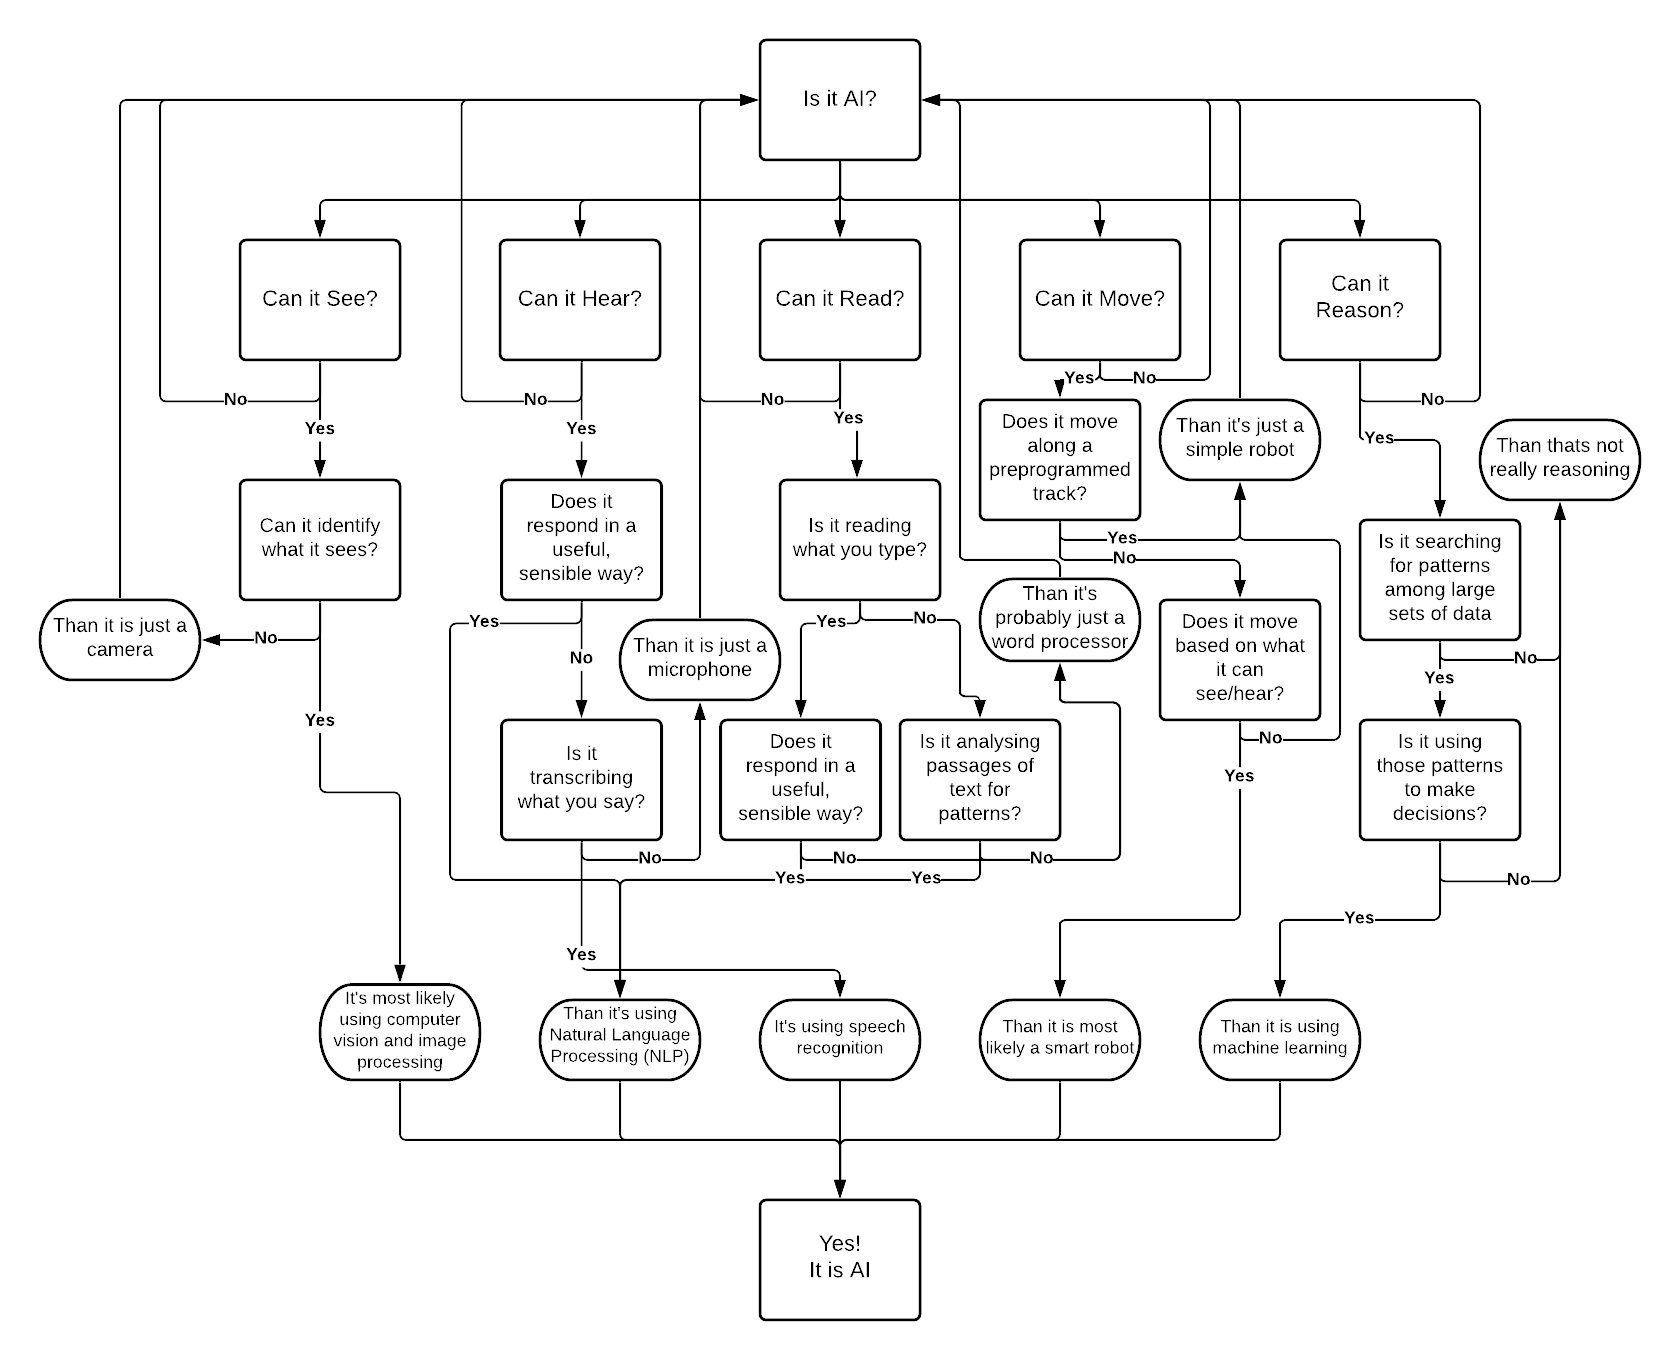 Is it AI?
Can it See?
Can it Hear?
Can it Read?
Can it Move?
Can it
Reason?
No
Yes
No
Yes
No
Yes
Yes
No
No
Yes
Can it identify
what it sees?
Does it
respond in a
useful,
sensible way?
Is it reading
what you type?
Does it move
along a
preprogrammed
track?
Than it's just a
simple robot
Than thats not
really reasoning
Is it searching
for patterns
among large
sets of data
Yes
No
Than it is just a
camera
No
Yes
Yes
No
Than it is just a
microphone
Yes
No
Than it's
probably just a
word processor
Does it move
based on what
it can
see/hear?
No
Yes
Is it
transcribing
what you say?
Does it
respond in a
useful,
sensible way?
Is it analysing
passages of
text for
patterns?
No
Yes
Is it using
those patterns
to make
decisions?
No
No
No
Yes
Yes
No
Yes
Yes
It's most likely
using computer
vision and image
processing
Than it's using
Natural Language
Processing (NLP)
It's using speech
recognition
Than it is most
likely a smart robot
Than it is using
machine learning
Yes!
It is AI